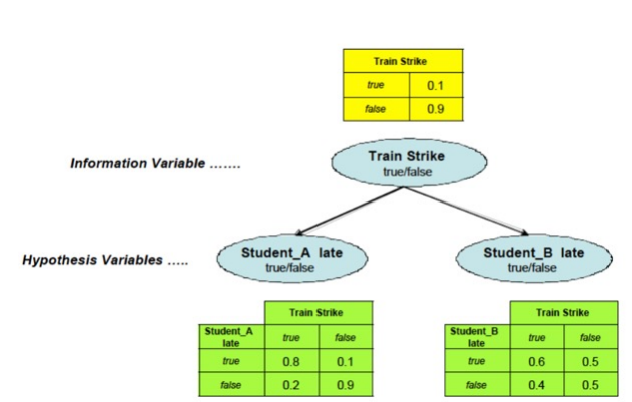 Train Strike
true 0.1
false 0.9
Information Variable .......
Train Strike
true/false
Hypothesis Variables .....
Student_A late
true/false
Student_B late
true/false
Train Strike
Student_A
late
true false
true 0.8 0.1
false 0.2 0.9
Train Strike
Student_B
late
true false
true 0.6 0.5
false 0.4 0.5